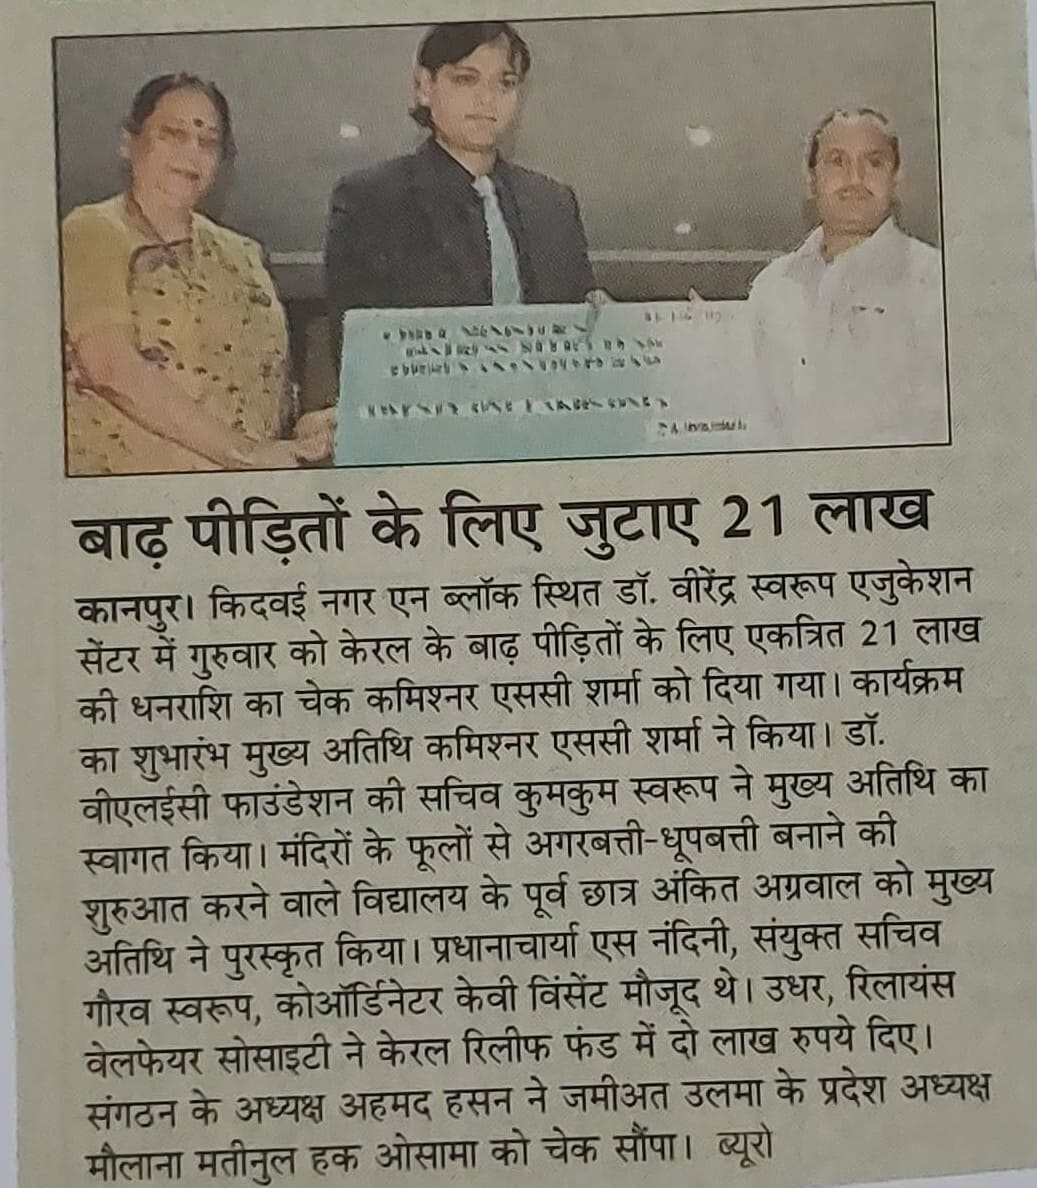 बाढ़ पीड़ितों के लिए जुटाए 21 लाख
कानपुर। किदवई नगर एन ब्लॉक स्थित डॉ. वीरेंद्र स्वरूप एजुकेशन
सेंटर में गुरुवार को केरल के बाढ़ पीड़ितों के लिए एकत्रित 21 लाख
की धनराशि का चेक कमिश्नर एससी शर्मा को दिया गया। कार्यक्रम
का शुभारंभ मुख्य अतिथि कमिश्नर एससी शर्मा ने किया। डॉ.
वीएलईसी फाउंडेशन की सचिव कुमकुम स्वरूप ने मुख्य अतिथि का
स्वागत किया। मंदिरों के फूलों से अगरबत्ती-धूपबत्ती बनाने की
शुरुआत करने वाले विद्यालय के पूर्व छात्र अंकित अग्रवाल को मुख्य
अतिथि ने पुरस्कृत किया। प्रधानाचार्या एस नंदिनी, संयुक्त सचिव
गौरव स्वरूप, कोऑर्डिनेटर केवी विंसेंट मौजूद थे। उधर, रिलायंस
वेलफेयर सोसाइटी ने केरल रिलीफ फंड में दो लाख रुपये दिए।
संगठन के अध्यक्ष अहमद हसन ने जमीअत उलमा के प्रदेश अध्यक्ष
मौलाना मतीनुल हक ओसामा को चेक सौंपा। ब्यूरो